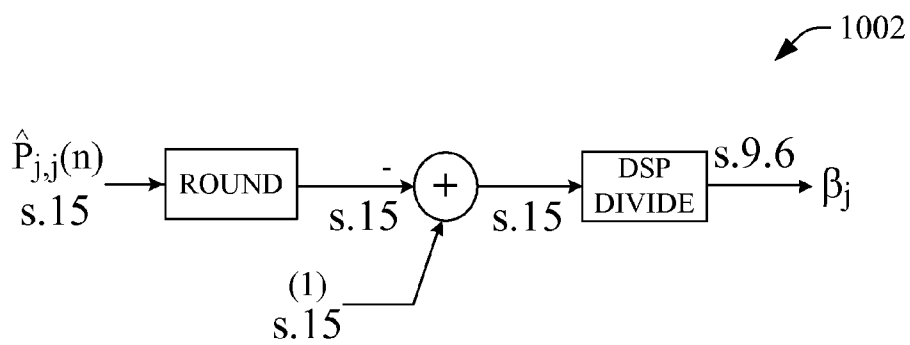 1002
P̂j,j(n)
s.15
ROUND
-
s.15
+
(1)
s.15
s.15
DSP
DIVIDE
s.9.6
βj